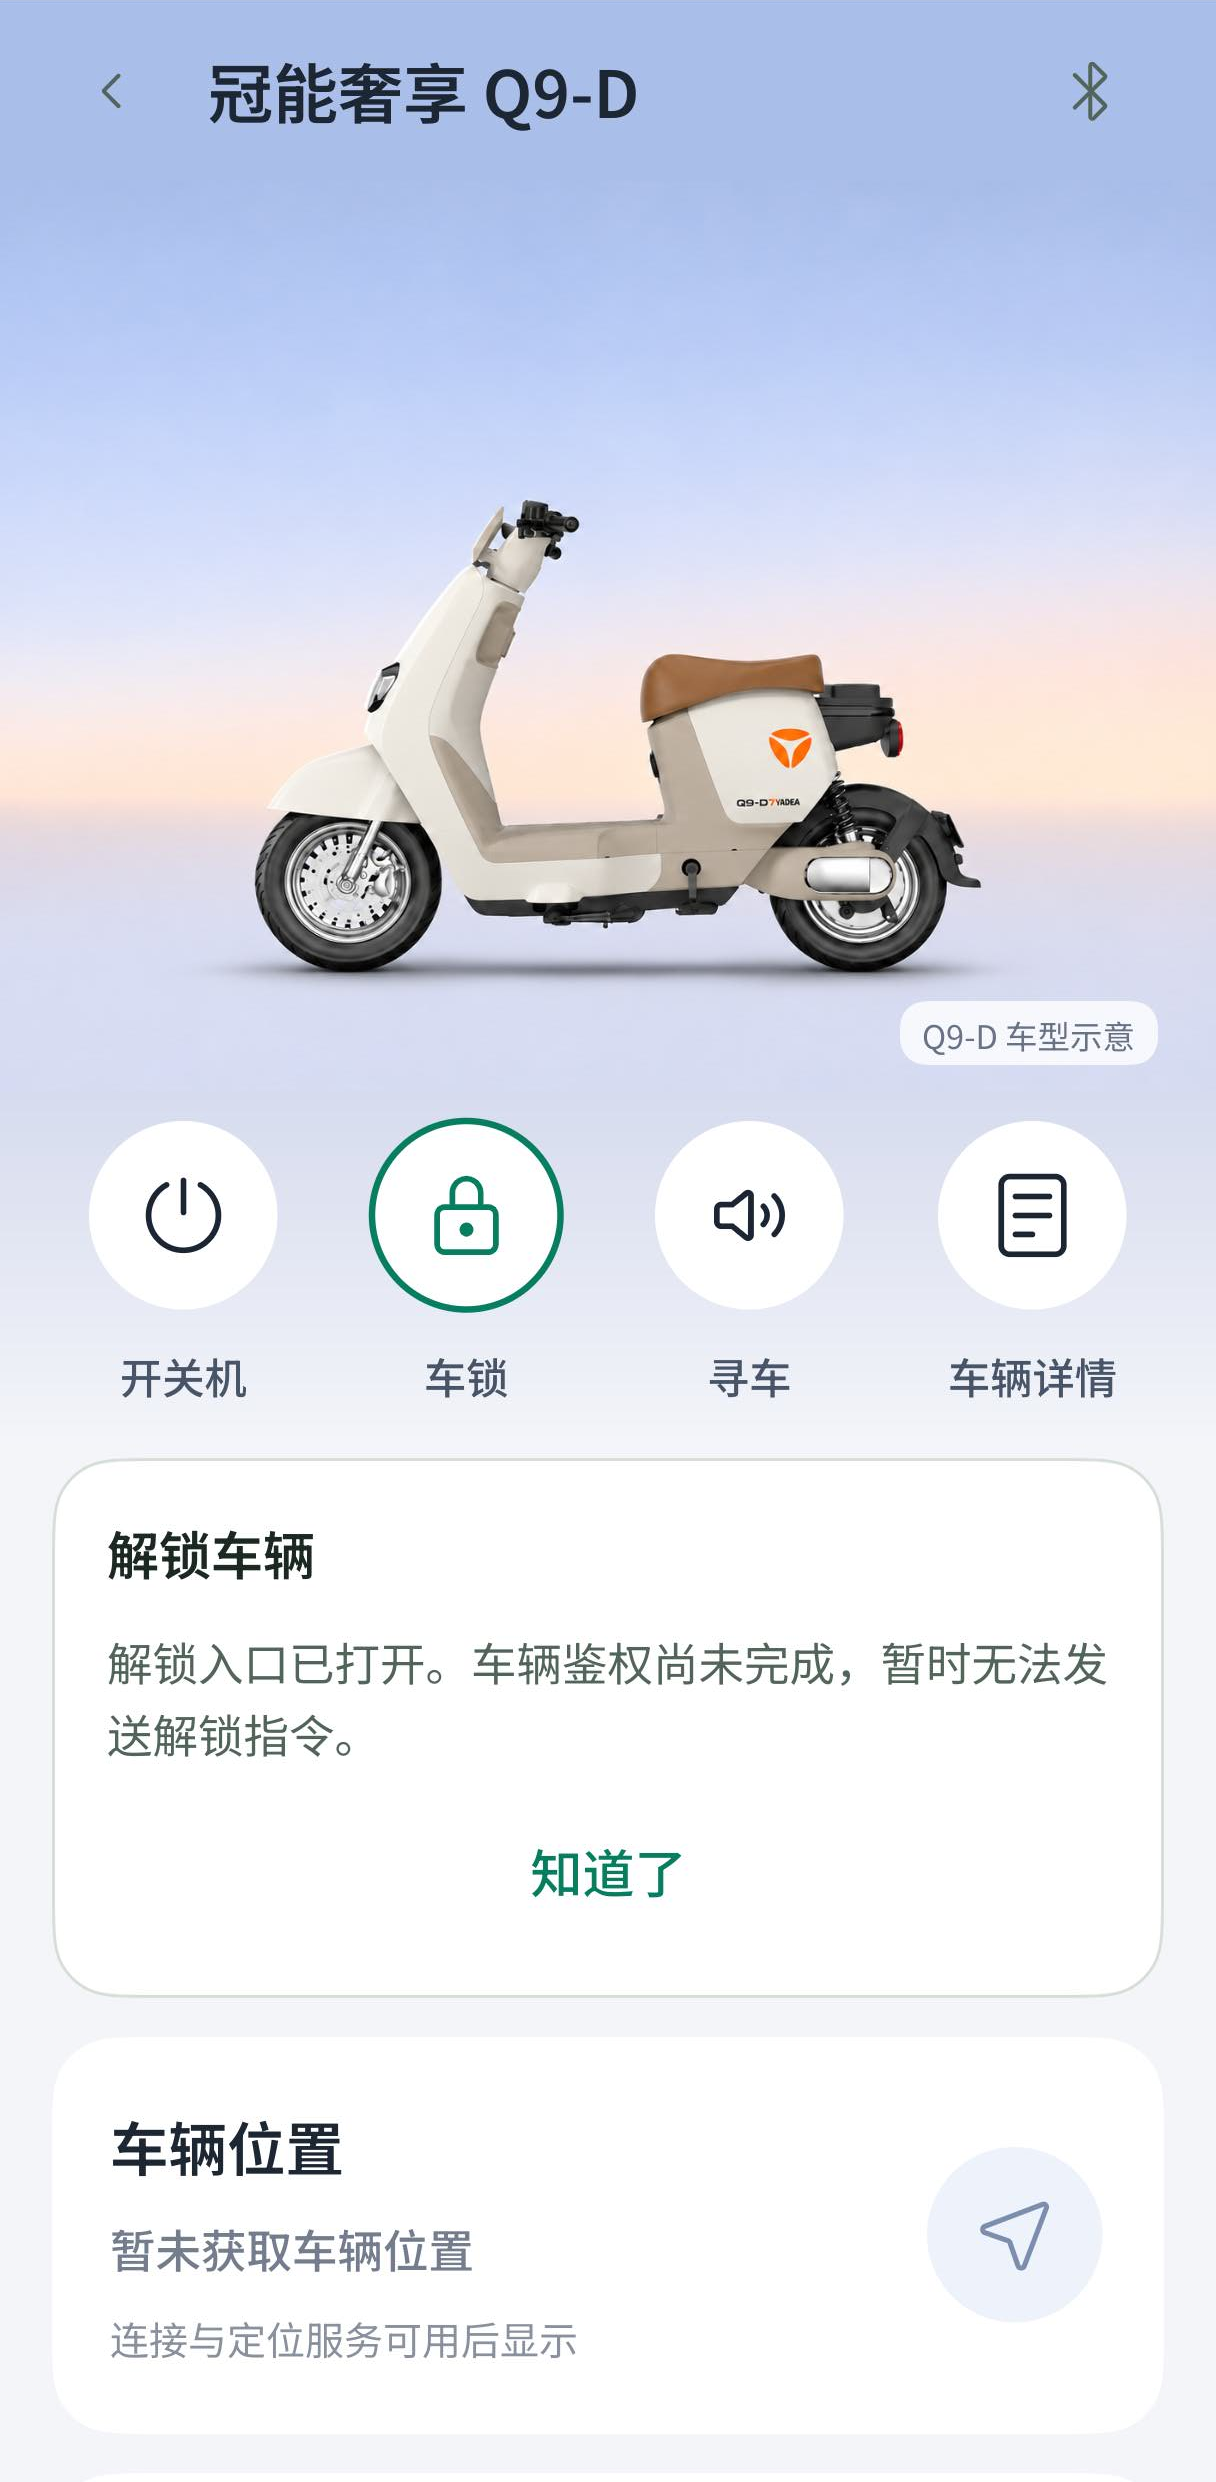 冠能奢享 Q9-D
Q9-D7YADEA
Q9-D 车型示意
开关机
车锁
寻车
车辆详情
解锁车辆
解锁入口已打开。车辆鉴权尚未完成，暂时无法发
送解锁指令。
知道了
车辆位置
暂未获取车辆位置
连接与定位服务可用后显示